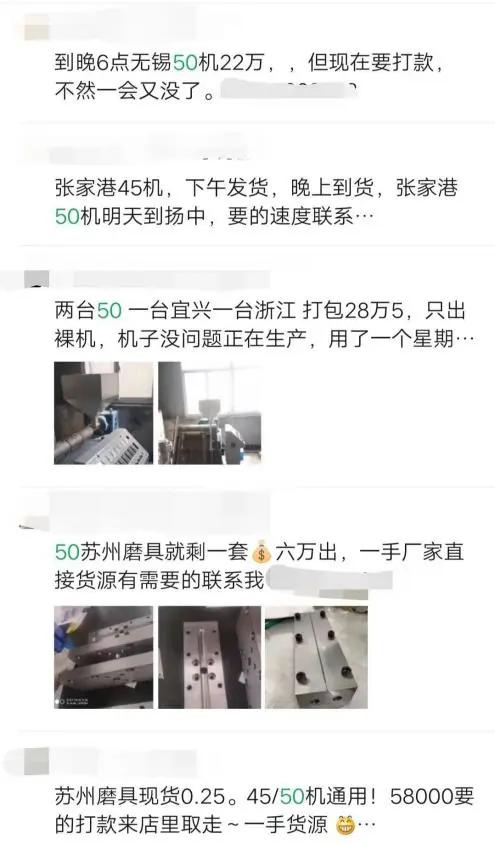 到晚6点无锡50机22万，，但现在要打款，
不然一会又没了。
张家港45机，下午发货，晚上到货，张家港
50机明天到扬中，要的速度联系…
两台50 一台宜兴一台浙江 打包28万5，只出
裸机，机子没问题正在生产，用了一个星期…
50苏州磨具就剩一套💰六万出，一手厂家直
接货源有需要的联系我
苏州磨具现货0.25。45/50机通用！58000要
的打款来店里取走～一手货源 😁…